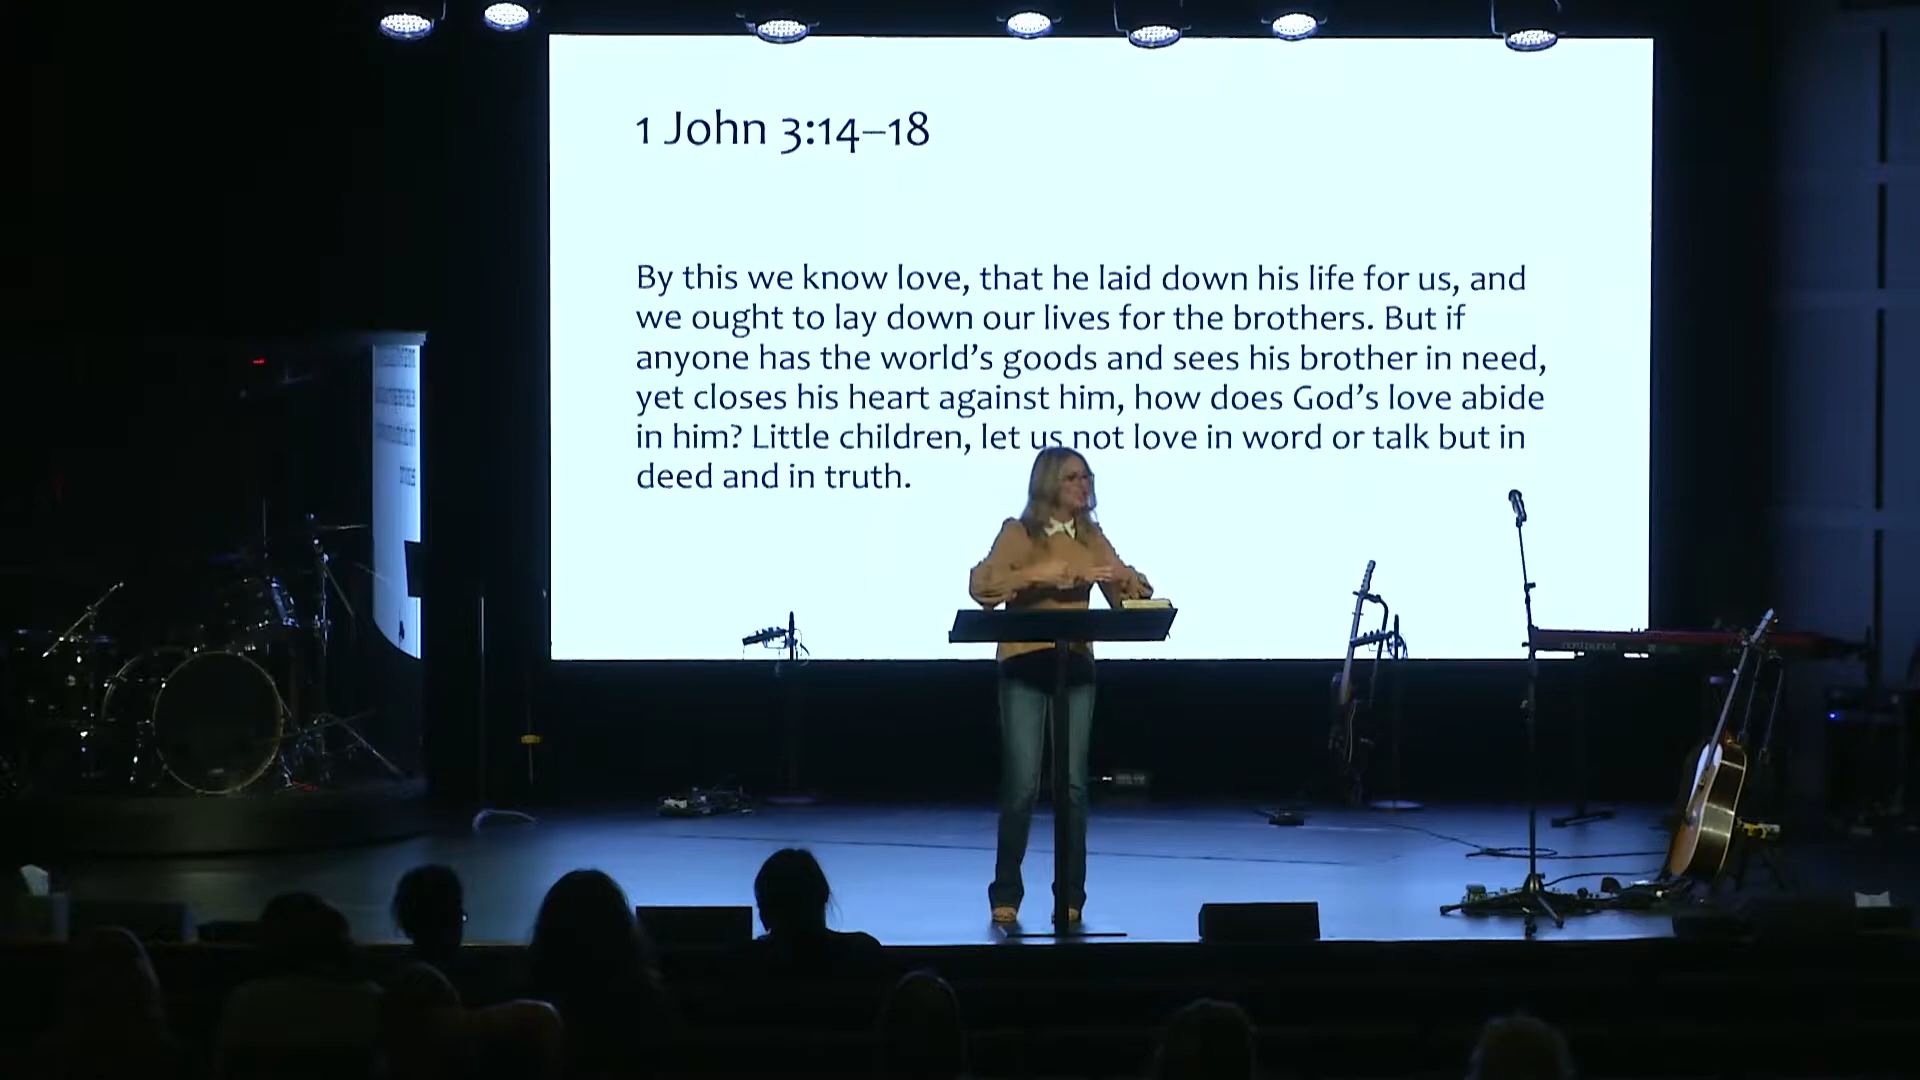 1 John 3:14–18
By this we know love, that he laid down his life for us, and
we ought to lay down our lives for the brothers. But if
anyone has the world’s goods and sees his brother in need,
yet closes his heart against him, how does God’s love abide
in him? Little children, let us not love in word or talk but in
deed and in truth.